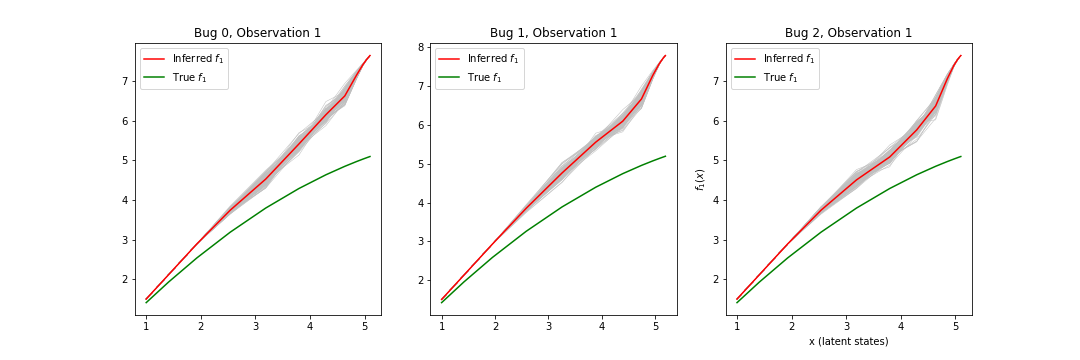 Bug 0, Observation 1
Inferred f₁
True f₁
7
6
5
4
3
2
1 2 3 4 5
Bug 1, Observation 1
Inferred f₁
True f₁
8
7
6
5
4
3
2
1 2 3 4 5
Bug 2, Observation 1
Inferred f₁
True f₁
f₁(x)
7
6
5
4
3
2
1 2 3 4 5
x (latent states)